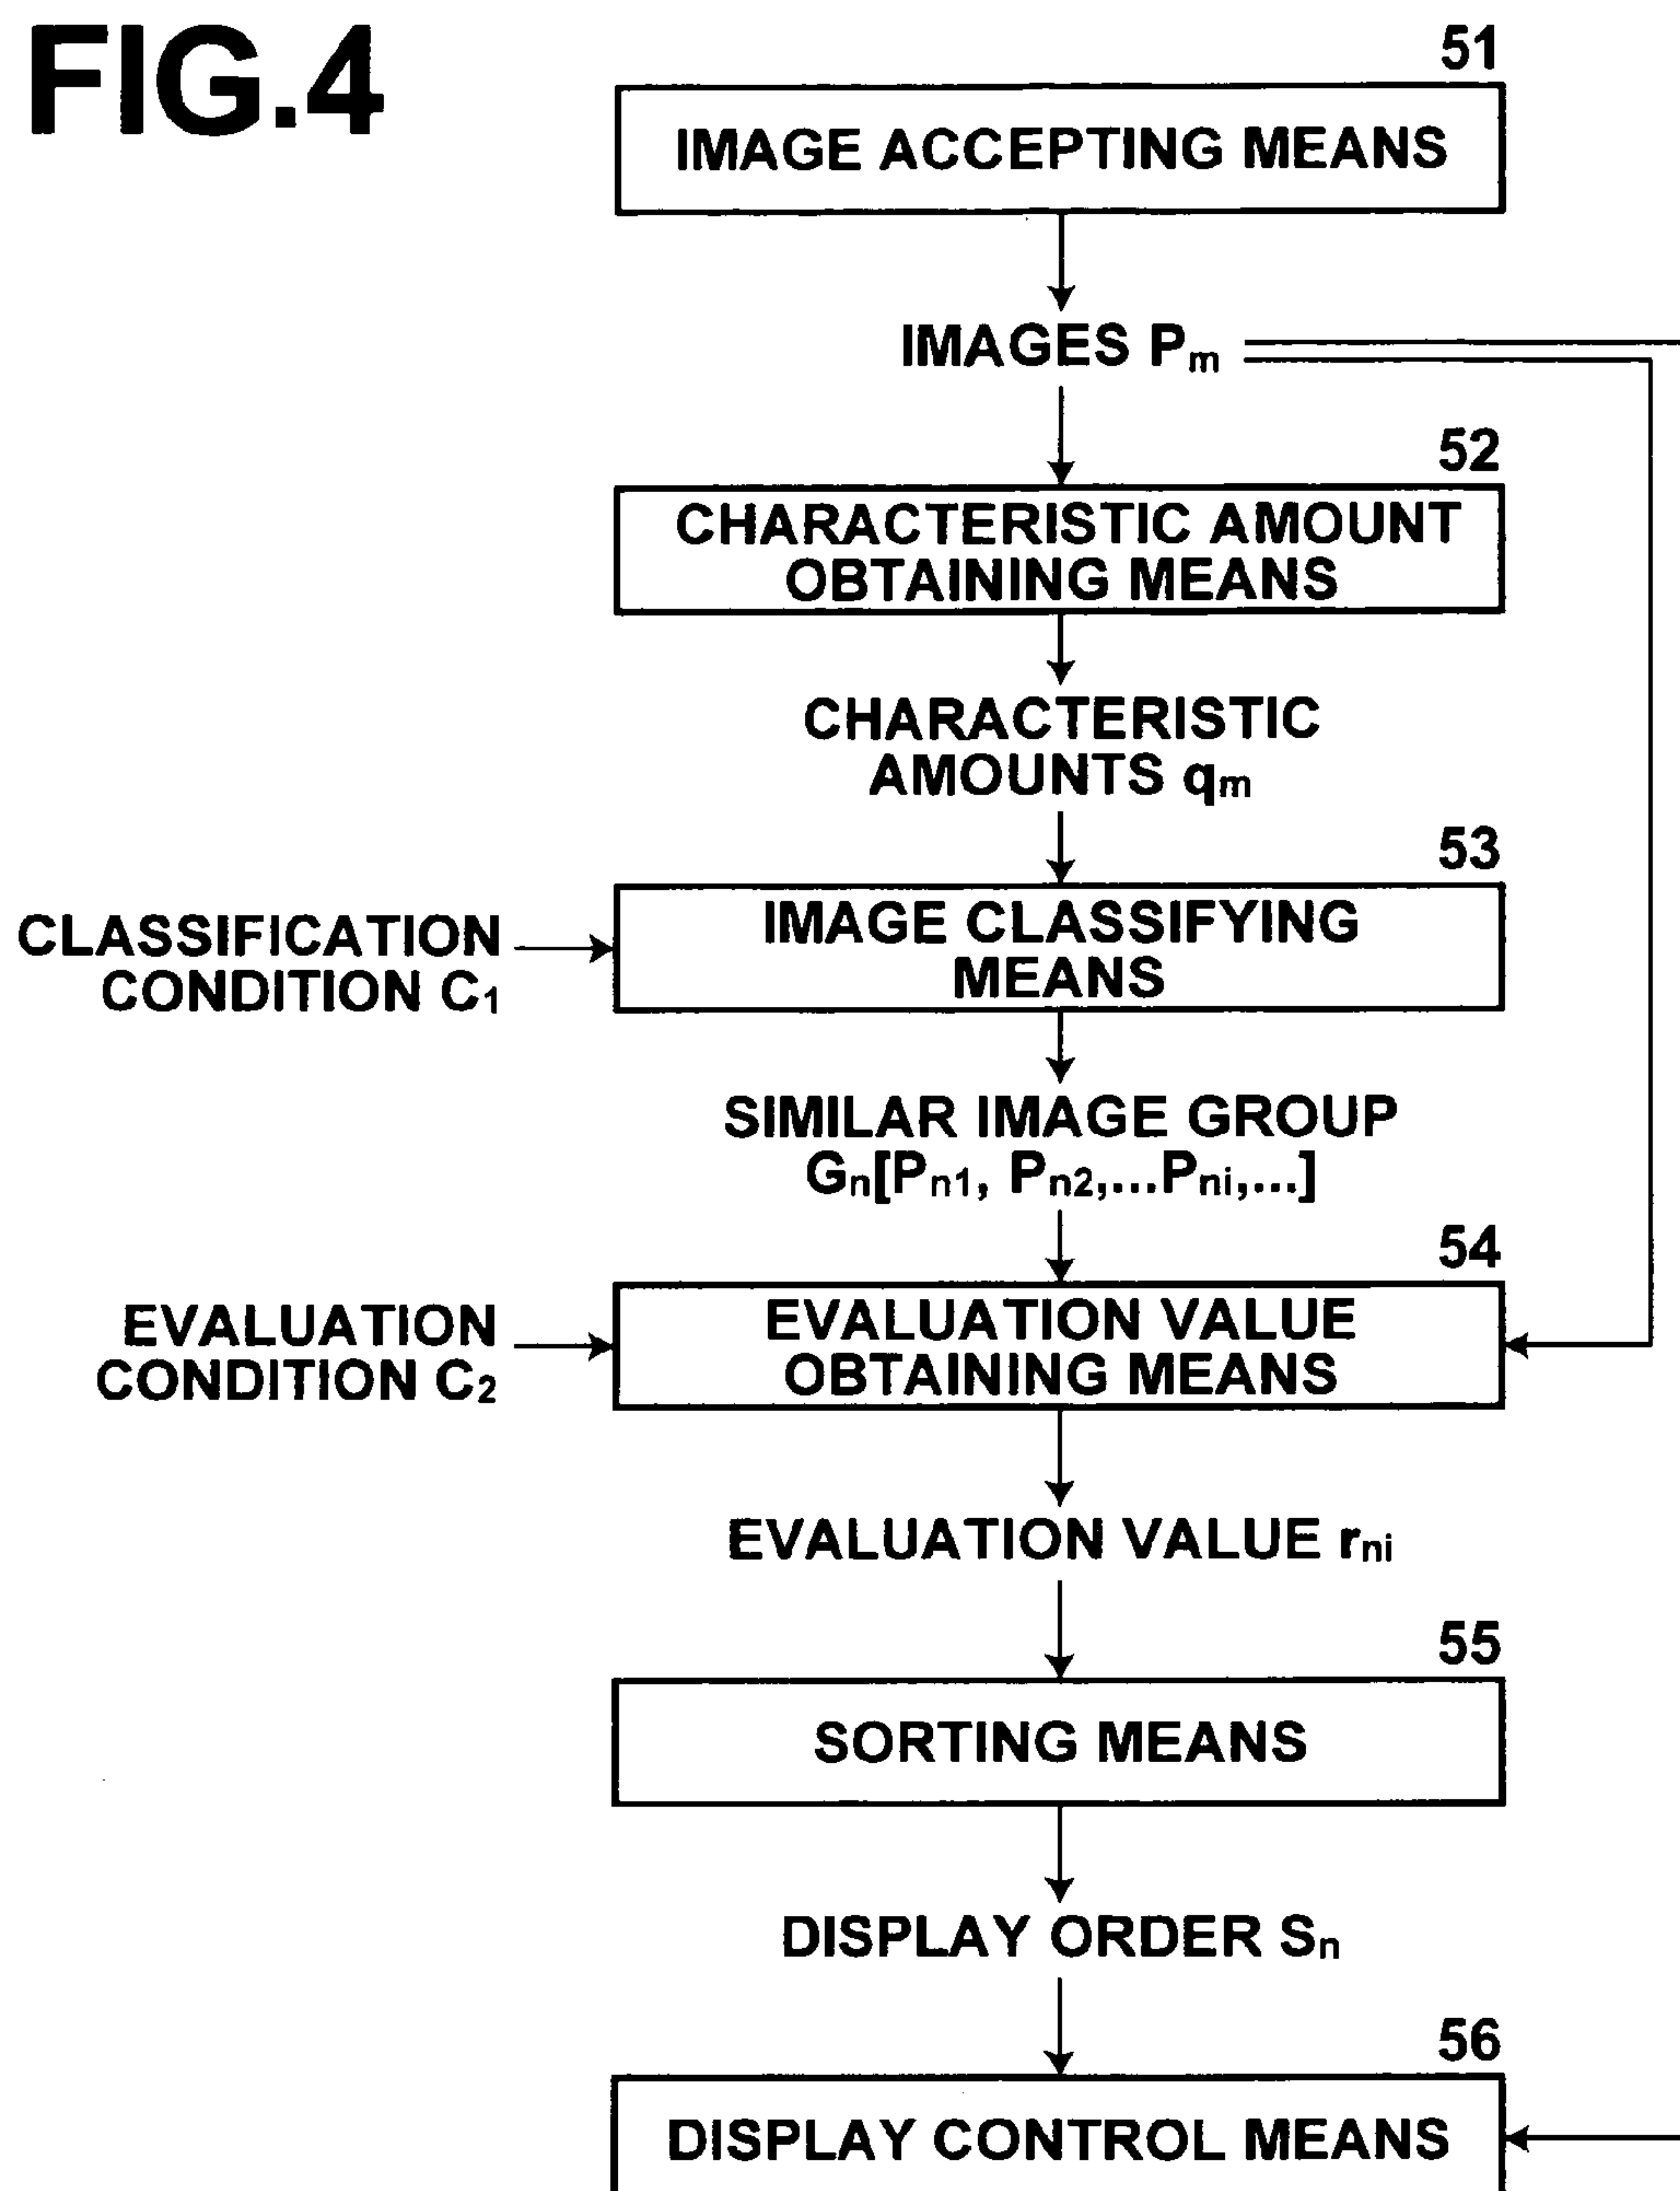 FIG.4
51
IMAGE ACCEPTING MEANS
IMAGES Pm
52
CHARACTERISTIC AMOUNT
OBTAINING MEANS
CHARACTERISTIC
AMOUNTS qm
53
IMAGE CLASSIFYING
MEANS
CLASSIFICATION
CONDITION C1
SIMILAR IMAGE GROUP
Gn[Pn1, Pn2,...Pni,...]
54
EVALUATION VALUE
OBTAINING MEANS
EVALUATION
CONDITION C2
EVALUATION VALUE rni
55
SORTING MEANS
DISPLAY ORDER Sn
56
DISPLAY CONTROL MEANS